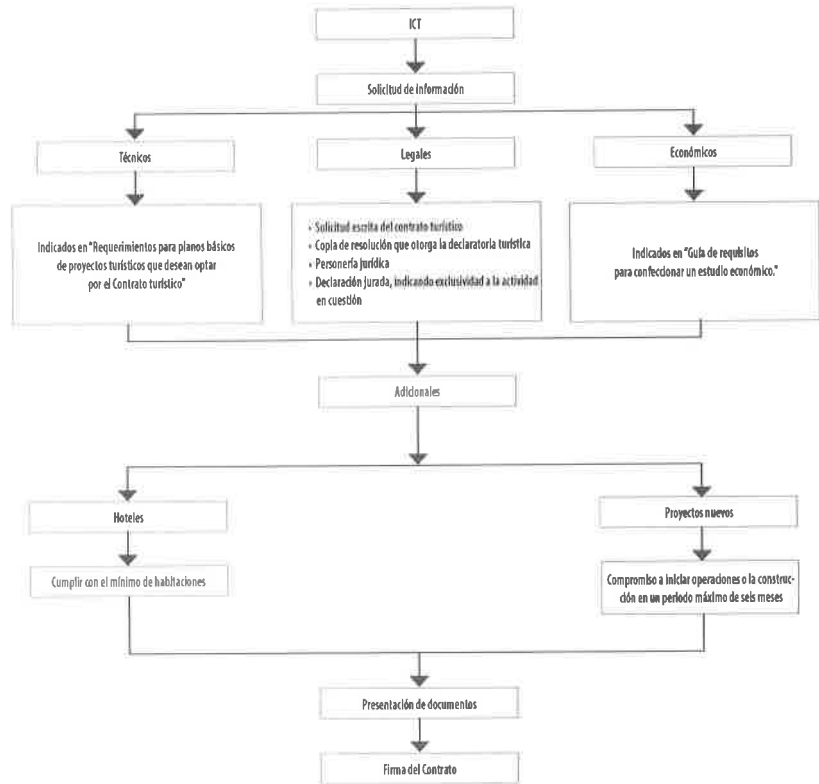 ICT
Solicitud de información
Técnicos
Legales
Económicos
Indicados en "Requerimientos para planos básicos
de proyectos turísticos que desean optar
por el Contrato turístico"
• Solicitud escrita del contrato turístico
• Copia de resolución que otorga la declaratoria turística
• Personería jurídica
• Declaración jurada, indicando exclusividad a la actividad
en cuestión
Indicados en "Guía de requisitos
para confeccionar un estudio económico."
Adicionales
Hoteles
Proyectos nuevos
Cumplir con el mínimo de habitaciones
Compromiso a iniciar operaciones o la construc-
ción en un período máximo de seis meses
Presentación de documentos
Firma del Contrato